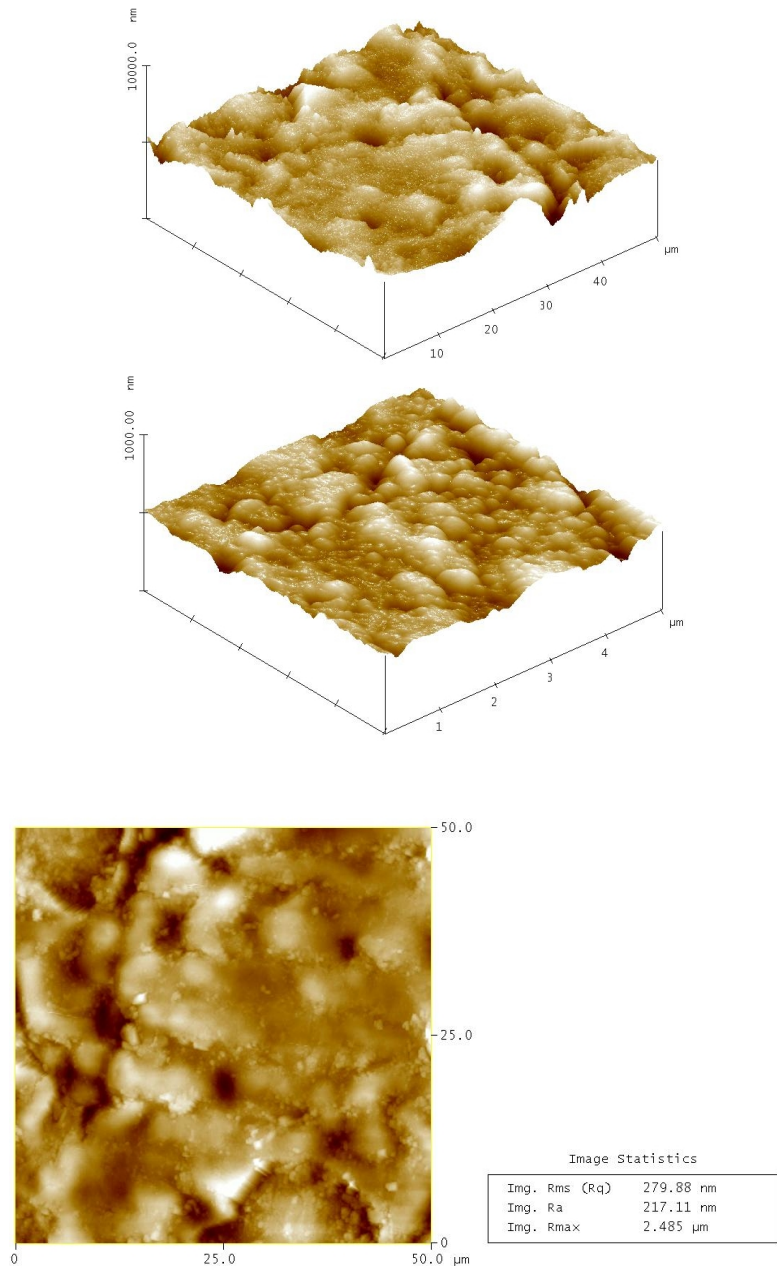 nm
10000.0
10
20
30
40
µm
nm
1000.00
1
2
3
4
µm
50.0
25.0
0
0
25.0
50.0 µm
Image Statistics
Img. Rms (Rq) 279.88 nm
Img. Ra 217.11 nm
Img. Rmax 2.485 µm